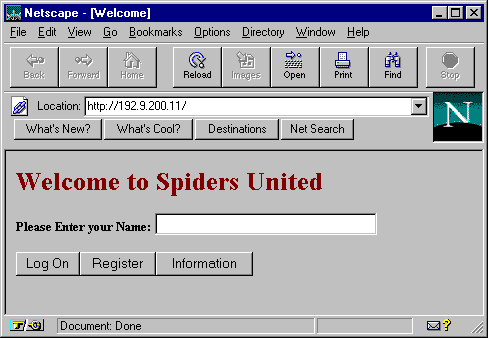 Netscape - [Welcome]
File Edit View Go Bookmarks Options Directory Window Help
Back Forward Home Reload Images Open Print Find Stop
Location: http://192.9.200.11/
N
What's New? What's Cool? Destinations Net Search
Welcome to Spiders United
Please Enter your Name:
Log On Register Information
Document: Done
?